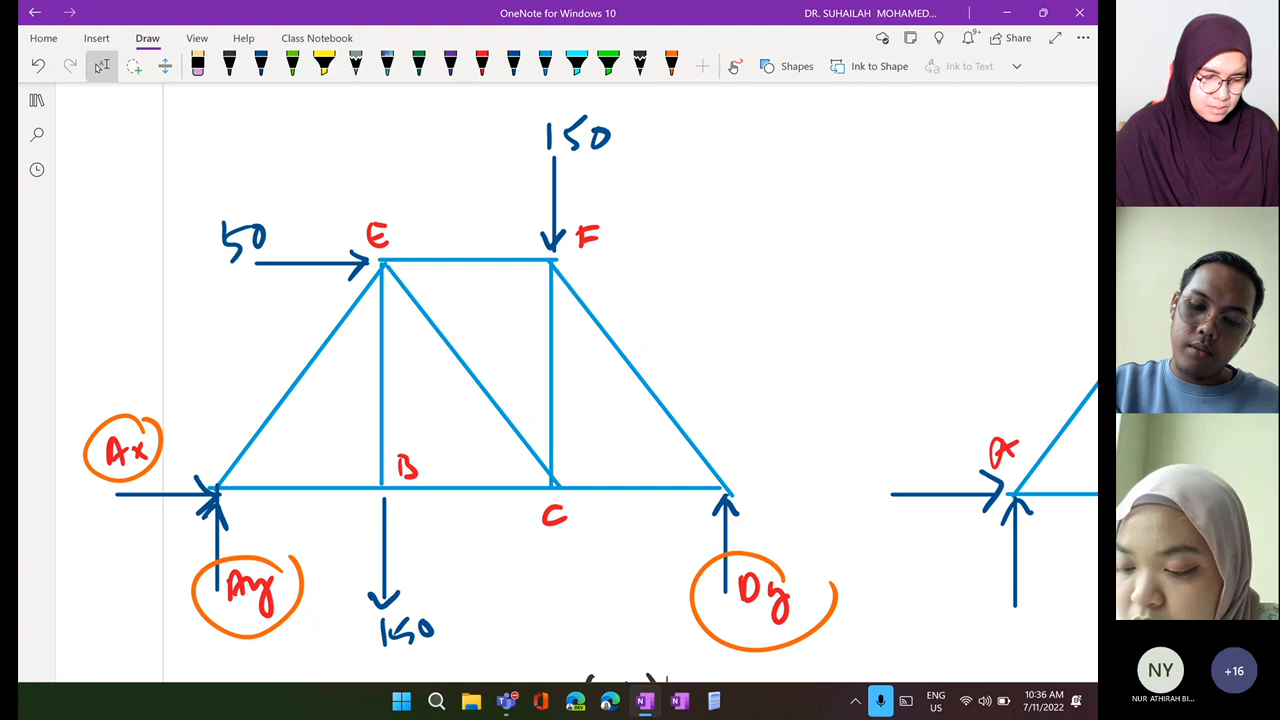 OneNote for Windows 10
DR. SUHAILAH MOHAMED...
Home Insert Draw View Help Class Notebook
9+
Share
Shapes
Ink to Shape
Ink to Text
150
50
E
F
Ax
B
C
A
Ay
Dy
150
NY
+16
NUR ATHIRAH BI...
ENG
US
10:36 AM
7/11/2022